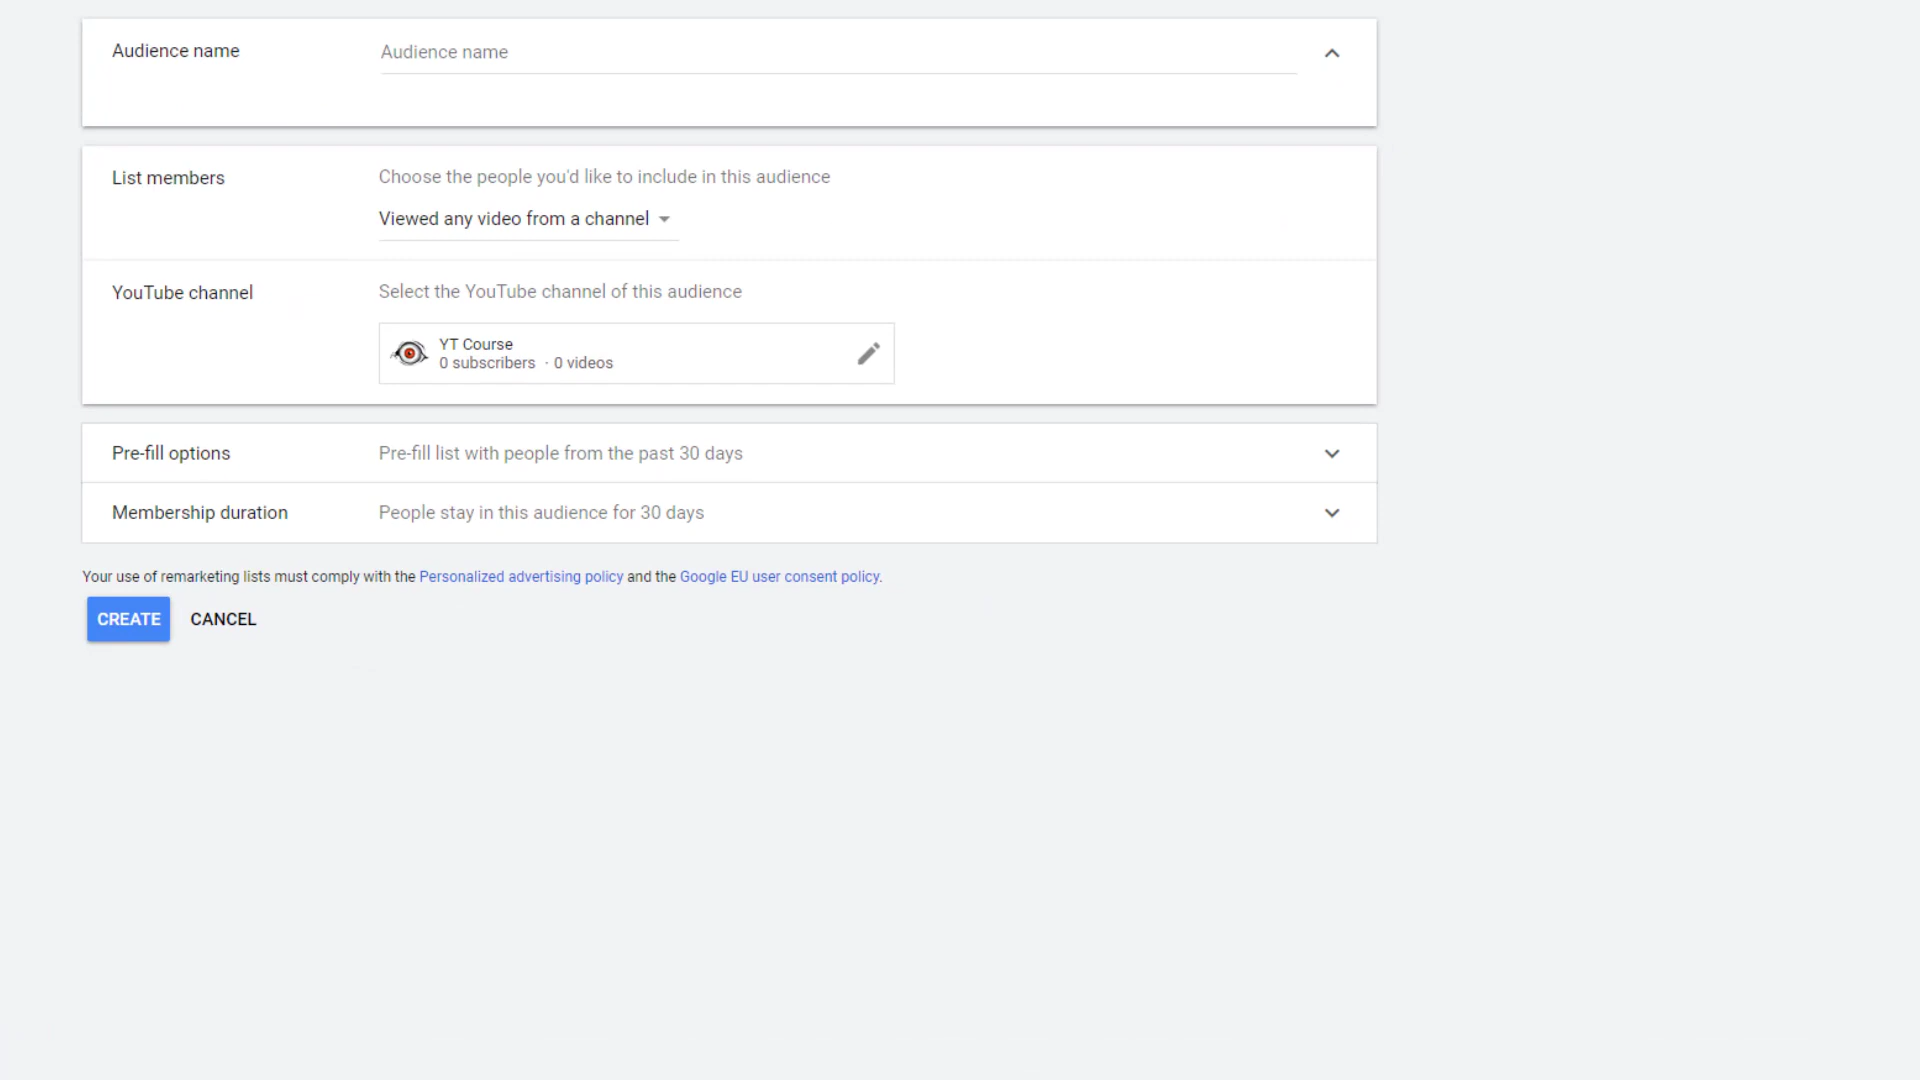 Audience name
Audience name
List members
Choose the people you'd like to include in this audience
Viewed any video from a channel
YouTube channel
Select the YouTube channel of this audience
YT Course
0 subscribers · 0 videos
Pre-fill options
Pre-fill list with people from the past 30 days
Membership duration
People stay in this audience for 30 days
Your use of remarketing lists must comply with the Personalized advertising policy and the Google EU user consent policy.
CREATE
CANCEL